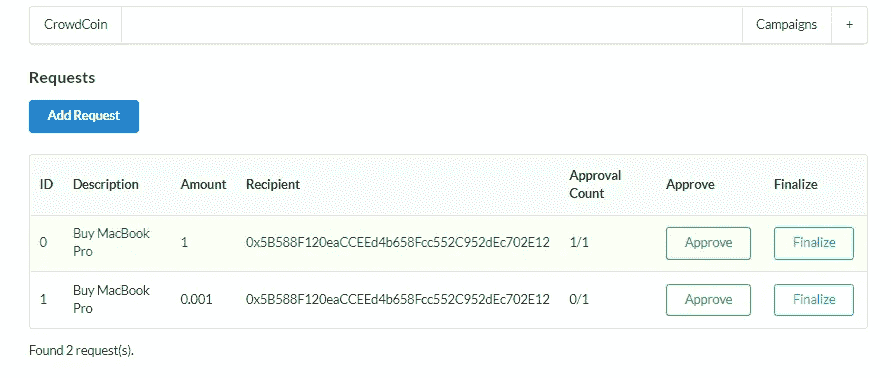 CrowdCoin Campaigns +
Requests
Add Request
ID Description Amount Recipient Approval Count Approve Finalize
0 Buy MacBook Pro 1 0x5B588F120eaCCEEd4b658Fcc552C952dEc702E12 1/1 Approve Finalize
1 Buy MacBook Pro 0.001 0x5B588F120eaCCEEd4b658Fcc552C952dEc702E12 0/1 Approve Finalize
Found 2 request(s).